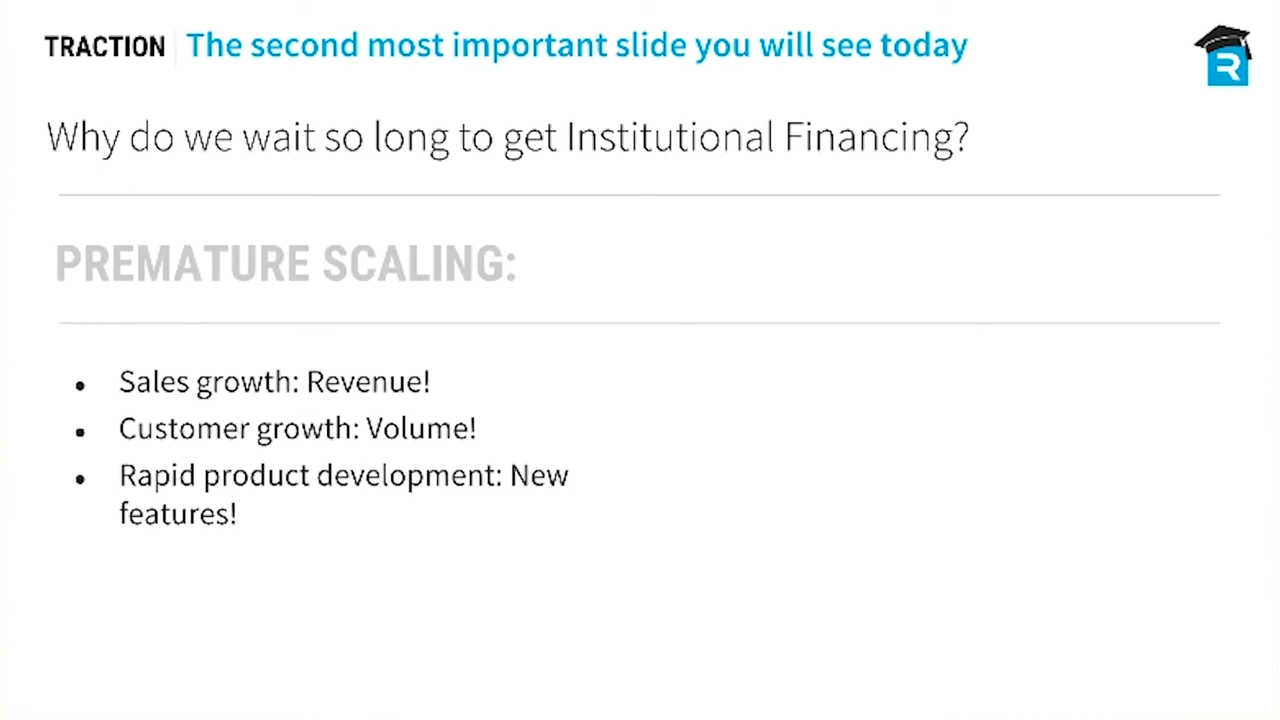 TRACTION The second most important slide you will see today
Why do we wait so long to get Institutional Financing?
PREMATURE SCALING:
• Sales growth: Revenue!
• Customer growth: Volume!
• Rapid product development: New
features!
R